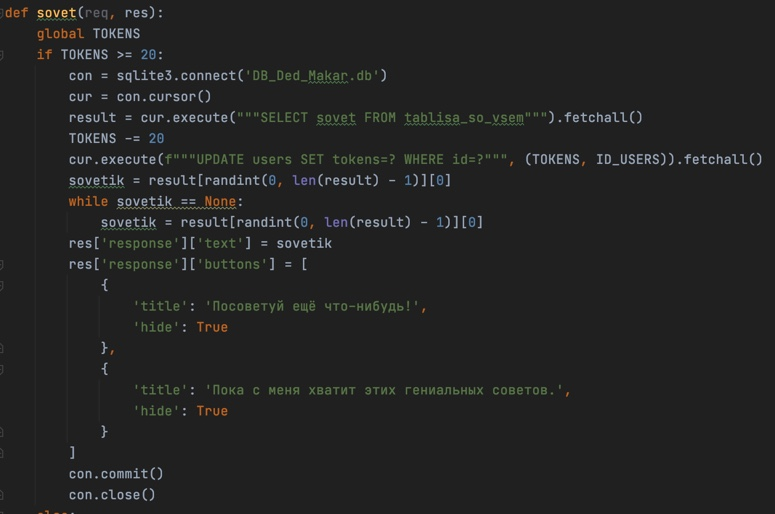 def sovet(req, res):
    global TOKENS
    if TOKENS >= 20:
        con = sqlite3.connect('DB_Ded_Makar.db')
        cur = con.cursor()
        result = cur.execute("""SELECT sovet FROM tablisa_so_vsem""").fetchall()
        TOKENS -= 20
        cur.execute(f"""UPDATE users SET tokens=? WHERE id=?""", (TOKENS, ID_USERS)).fetchall()
        sovetik = result[randint(0, len(result) - 1)][0]
        while sovetik == None:
            sovetik = result[randint(0, len(result) - 1)][0]
        res['response']['text'] = sovetik
        res['response']['buttons'] = [
            {
                'title': 'Посоветуй ещё что-нибудь!',
                'hide': True
            },
            {
                'title': 'Пока с меня хватит этих гениальных советов.',
                'hide': True
            }
        ]
        con.commit()
        con.close()